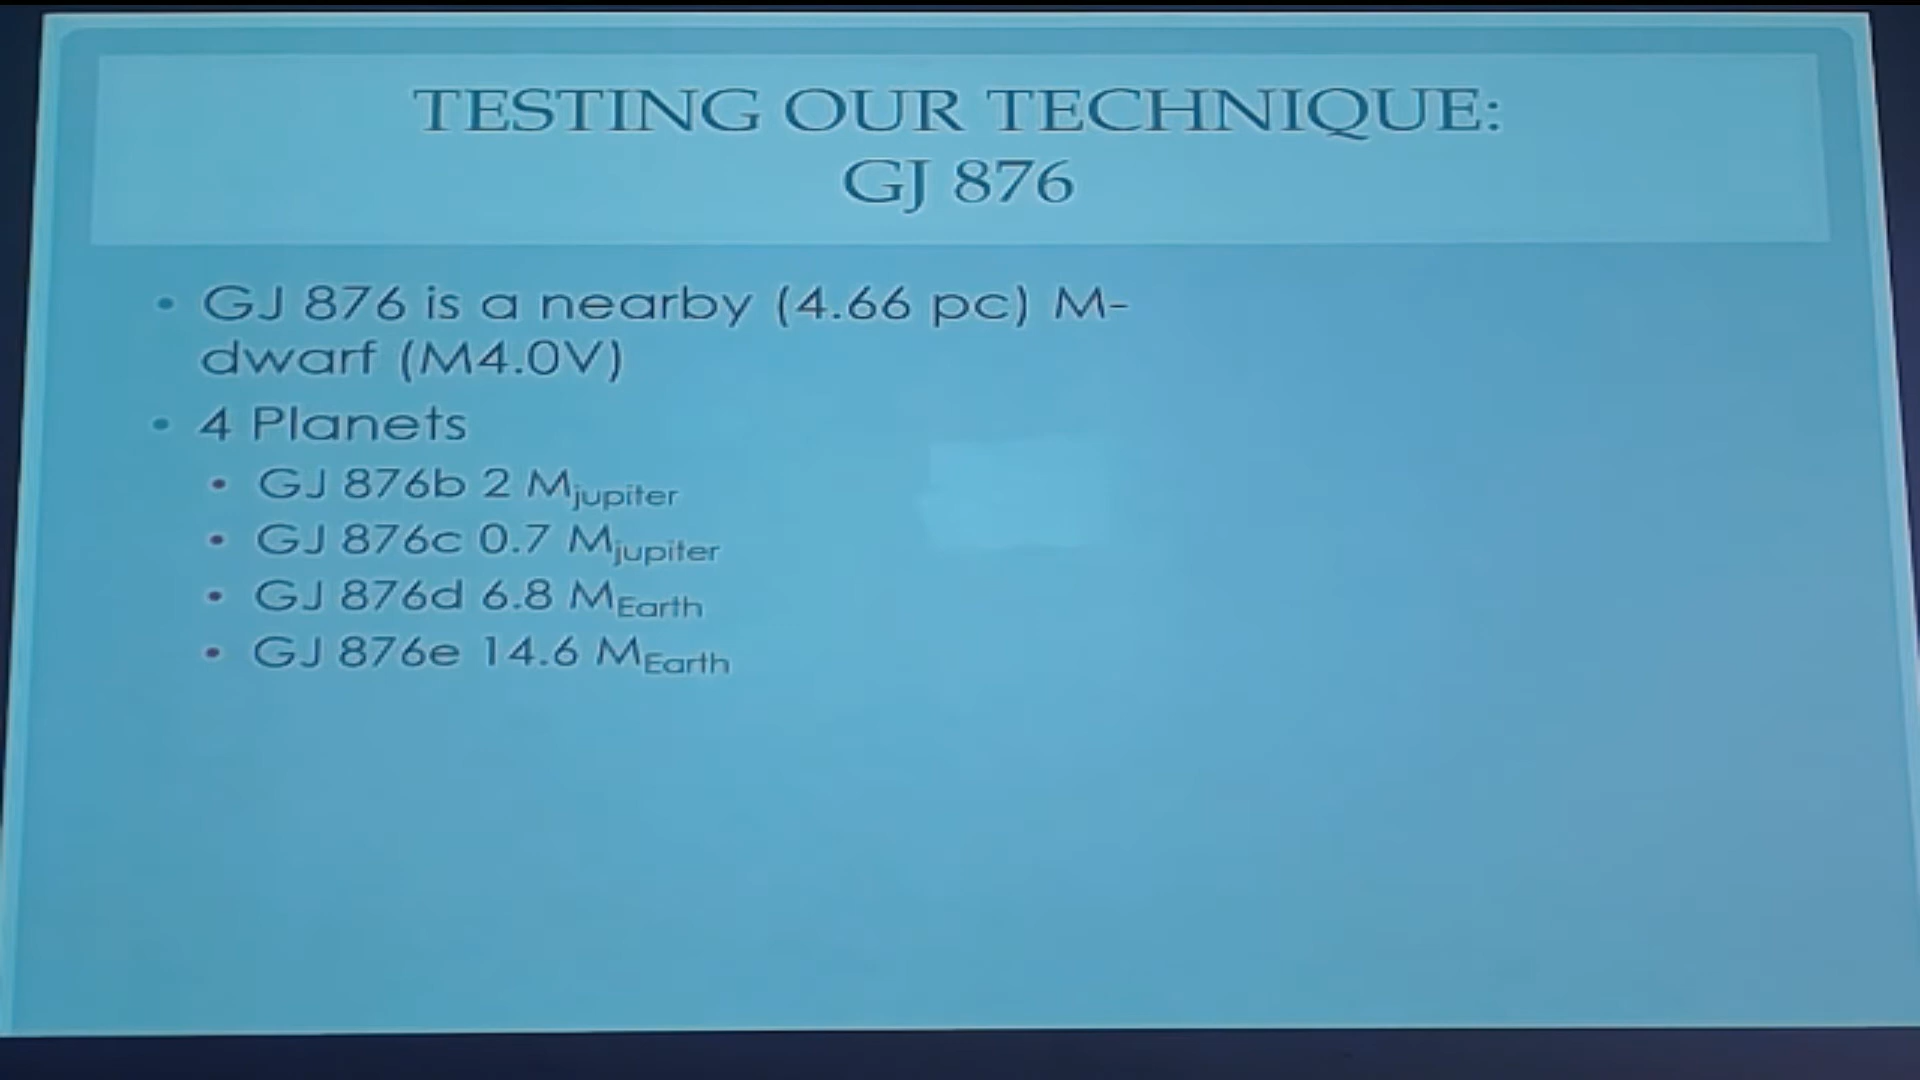 TESTING OUR TECHNIQUE:
GJ 876
• GJ 876 is a nearby (4.66 pc) M-
dwarf (M4.0V)
• 4 Planets
• GJ 876b 2 Mjupiter
• GJ 876c 0.7 Mjupiter
• GJ 876d 6.8 MEarth
• GJ 876e 14.6 MEarth